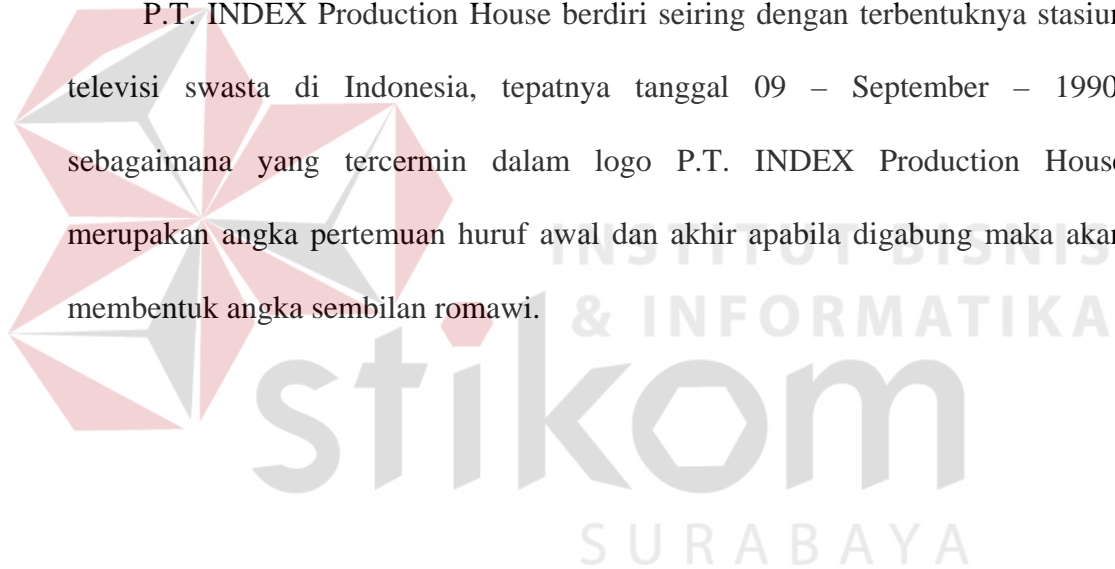 P.T. INDEX Production House berdiri seiring dengan terbentuknya stasiun
televisi swasta di Indonesia, tepatnya tanggal 09 – September – 1990
sebagaimana yang tercermin dalam logo P.T. INDEX Production House
merupakan angka pertemuan huruf awal dan akhir apabila digabung maka akan
membentuk angka sembilan romawi.
INSTITUT BISNIS
& INFORMATIKA
stikom
SURABAYA